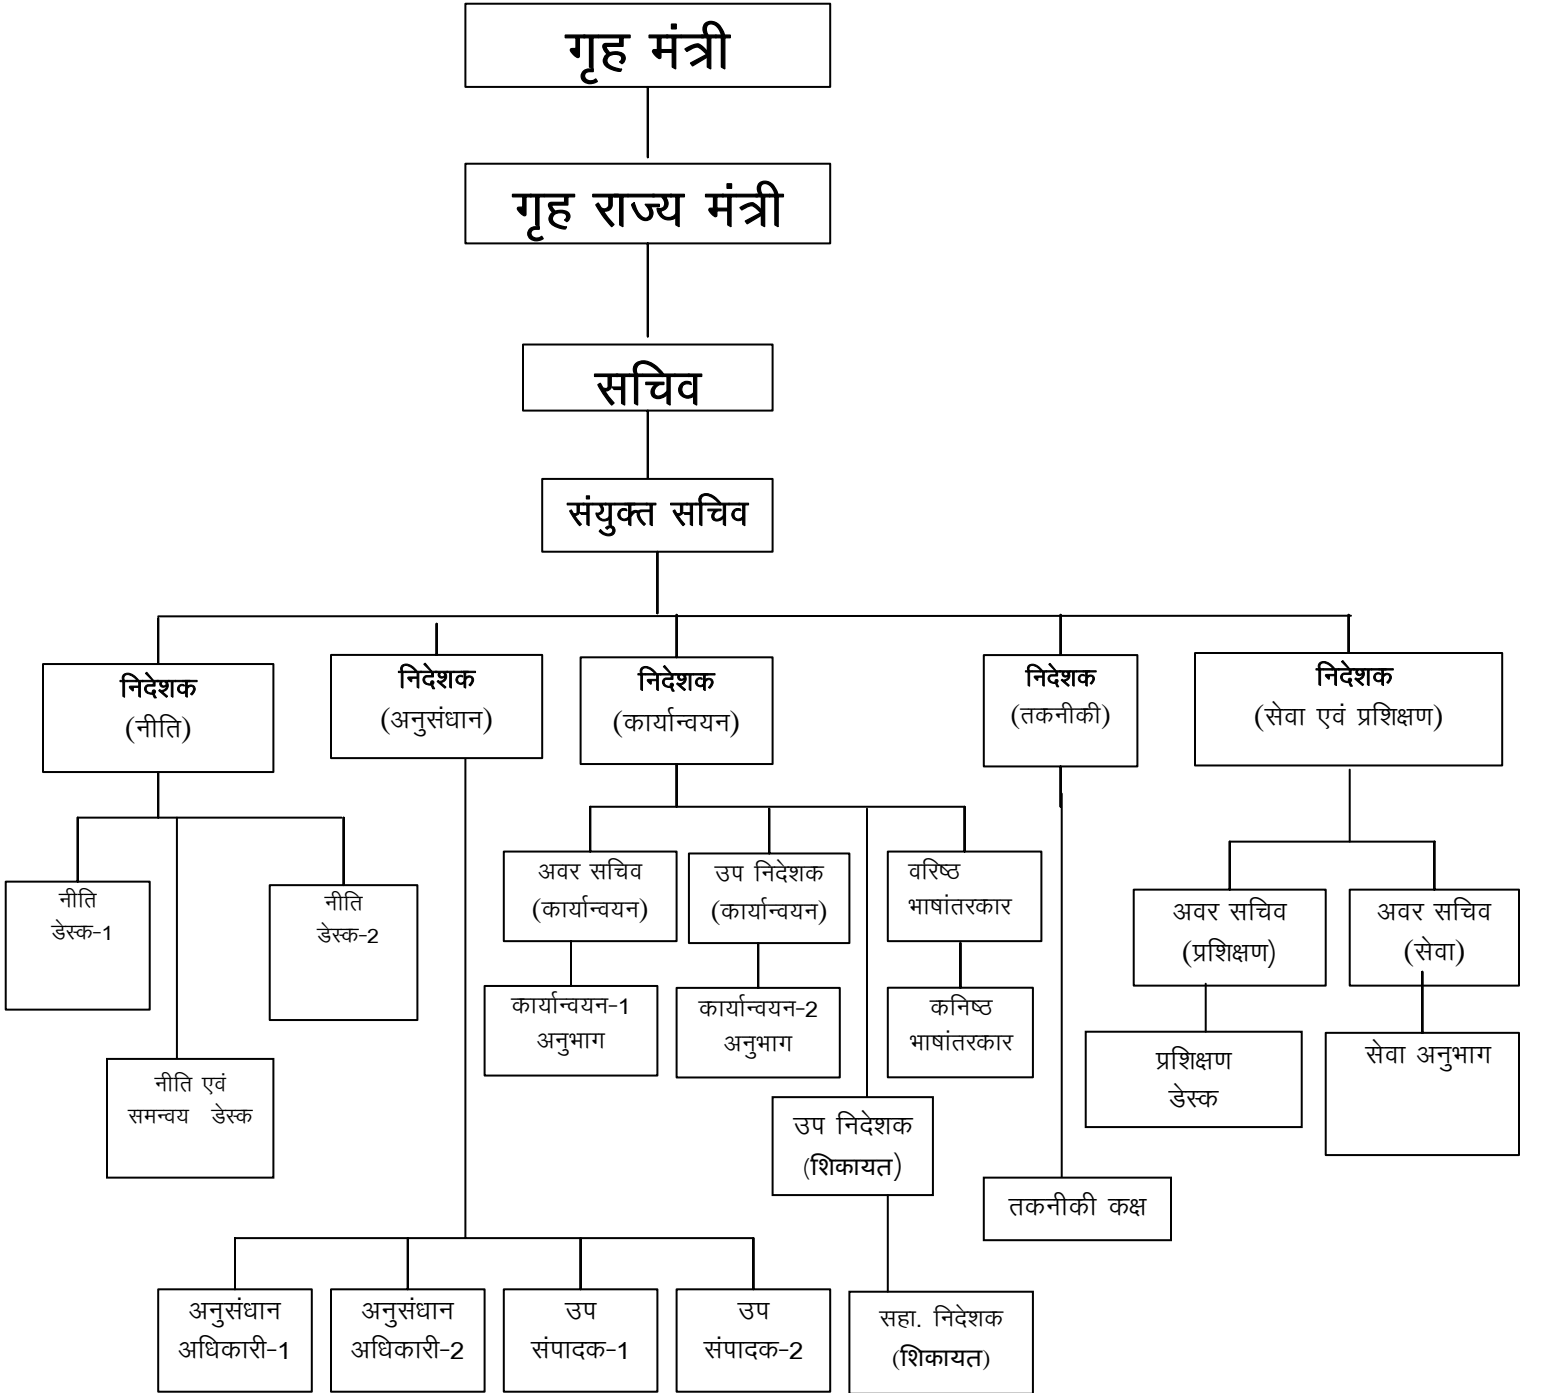 गृह मंत्री
गृह राज्य मंत्री
सचिव
संयुक्त सचिव
निदेशक
(नीति)
निदेशक
(अनुसंधान)
निदेशक
(कार्यान्वयन)
निदेशक
(तकनीकी)
निदेशक
(सेवा एवं प्रशिक्षण)
नीति
डेस्क-1
नीति
डेस्क-2
अवर सचिव
(कार्यान्वयन)
उप निदेशक
(कार्यान्वयन)
वरिष्ठ
भाषांतरकार
अवर सचिव
(प्रशिक्षण)
अवर सचिव
(सेवा)
कार्यान्वयन-1
अनुभाग
कार्यान्वयन-2
अनुभाग
कनिष्ठ
भाषांतरकार
प्रशिक्षण
डेस्क
सेवा अनुभाग
नीति एवं
समन्वय डेस्क
उप निदेशक
(शिकायत)
तकनीकी कक्ष
अनुसंधान
अधिकारी-1
अनुसंधान
अधिकारी-2
उप
संपादक-1
उप
संपादक-2
सहा. निदेशक
(शिकायत)